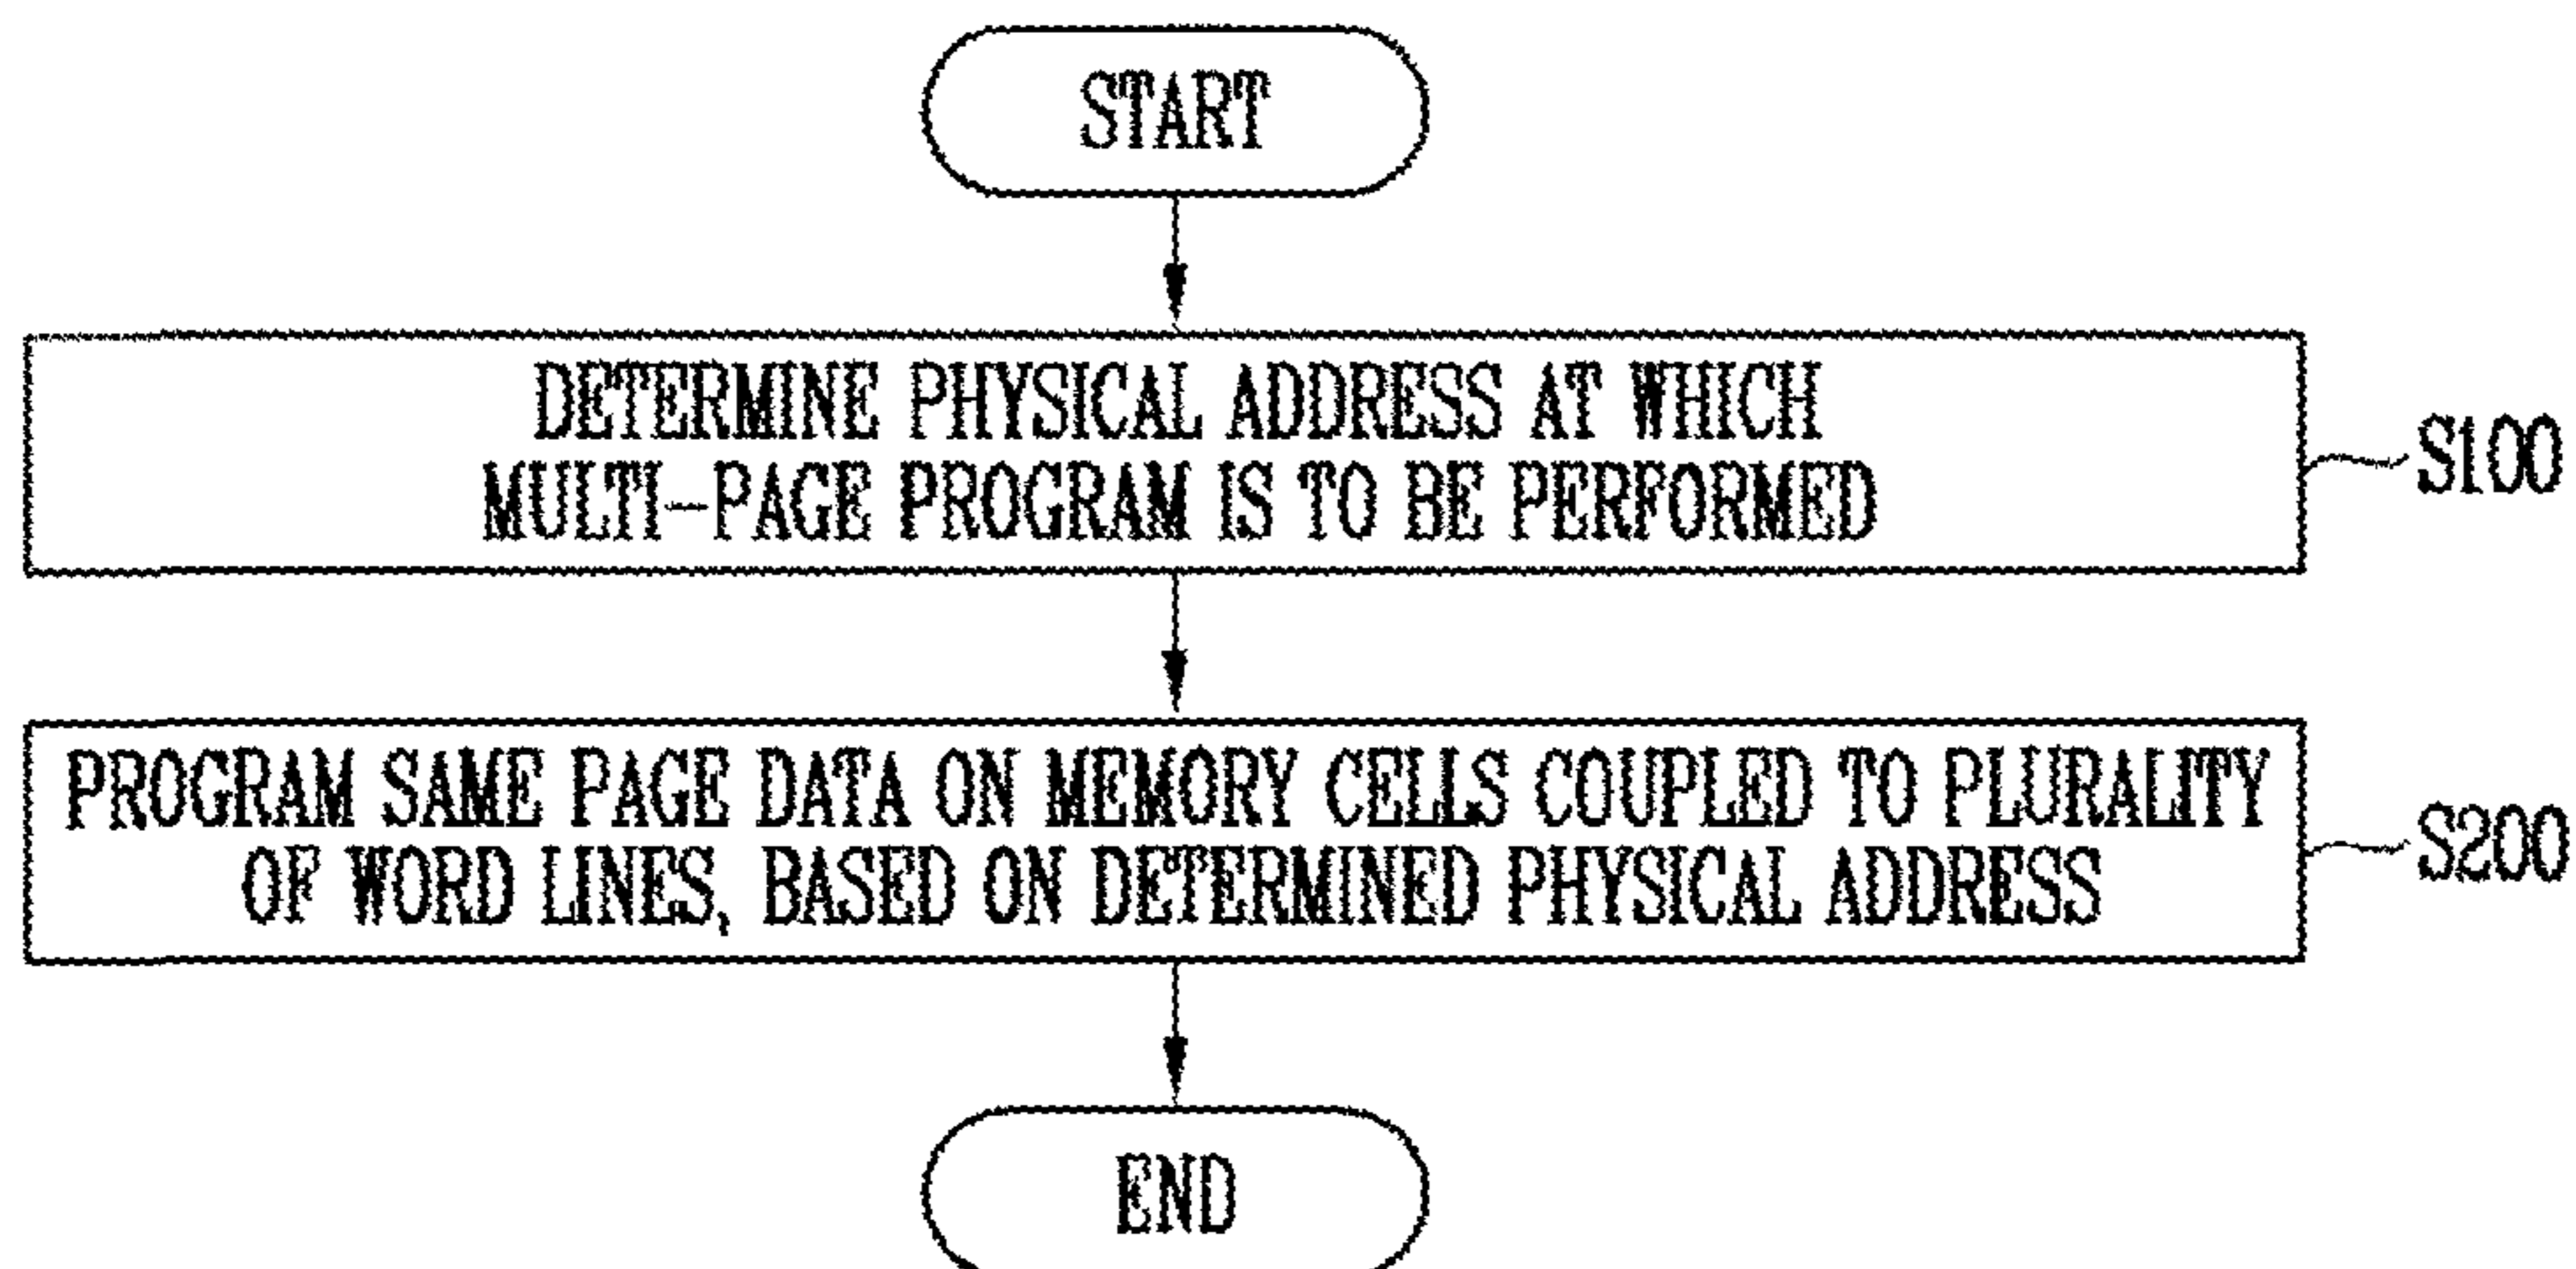 START
DETERMINE PHYSICAL ADDRESS AT WHICH
MULTI-PAGE PROGRAM IS TO BE PERFORMED
S100
PROGRAM SAME PAGE DATA ON MEMORY CELLS COUPLED TO PLURALITY
OF WORD LINES, BASED ON DETERMINED PHYSICAL ADDRESS
S200
END